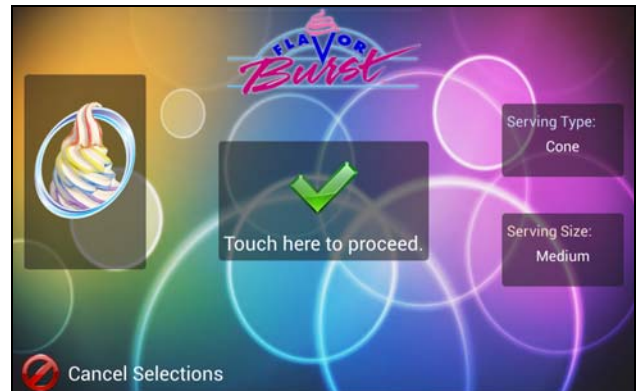 FLAVOR
Burst
Serving Type:
Cone
Touch here to proceed.
Serving Size:
Medium
Cancel Selections